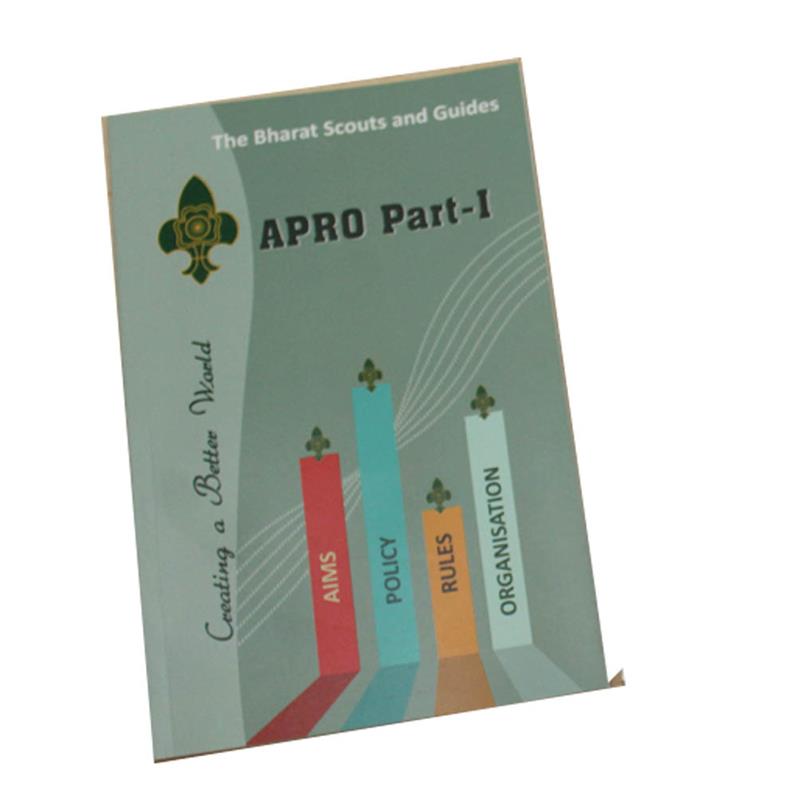 The Bharat Scouts and Guides
APRO Part-I
Creating a Better World
AIMS
POLICY
RULES
ORGANISATION